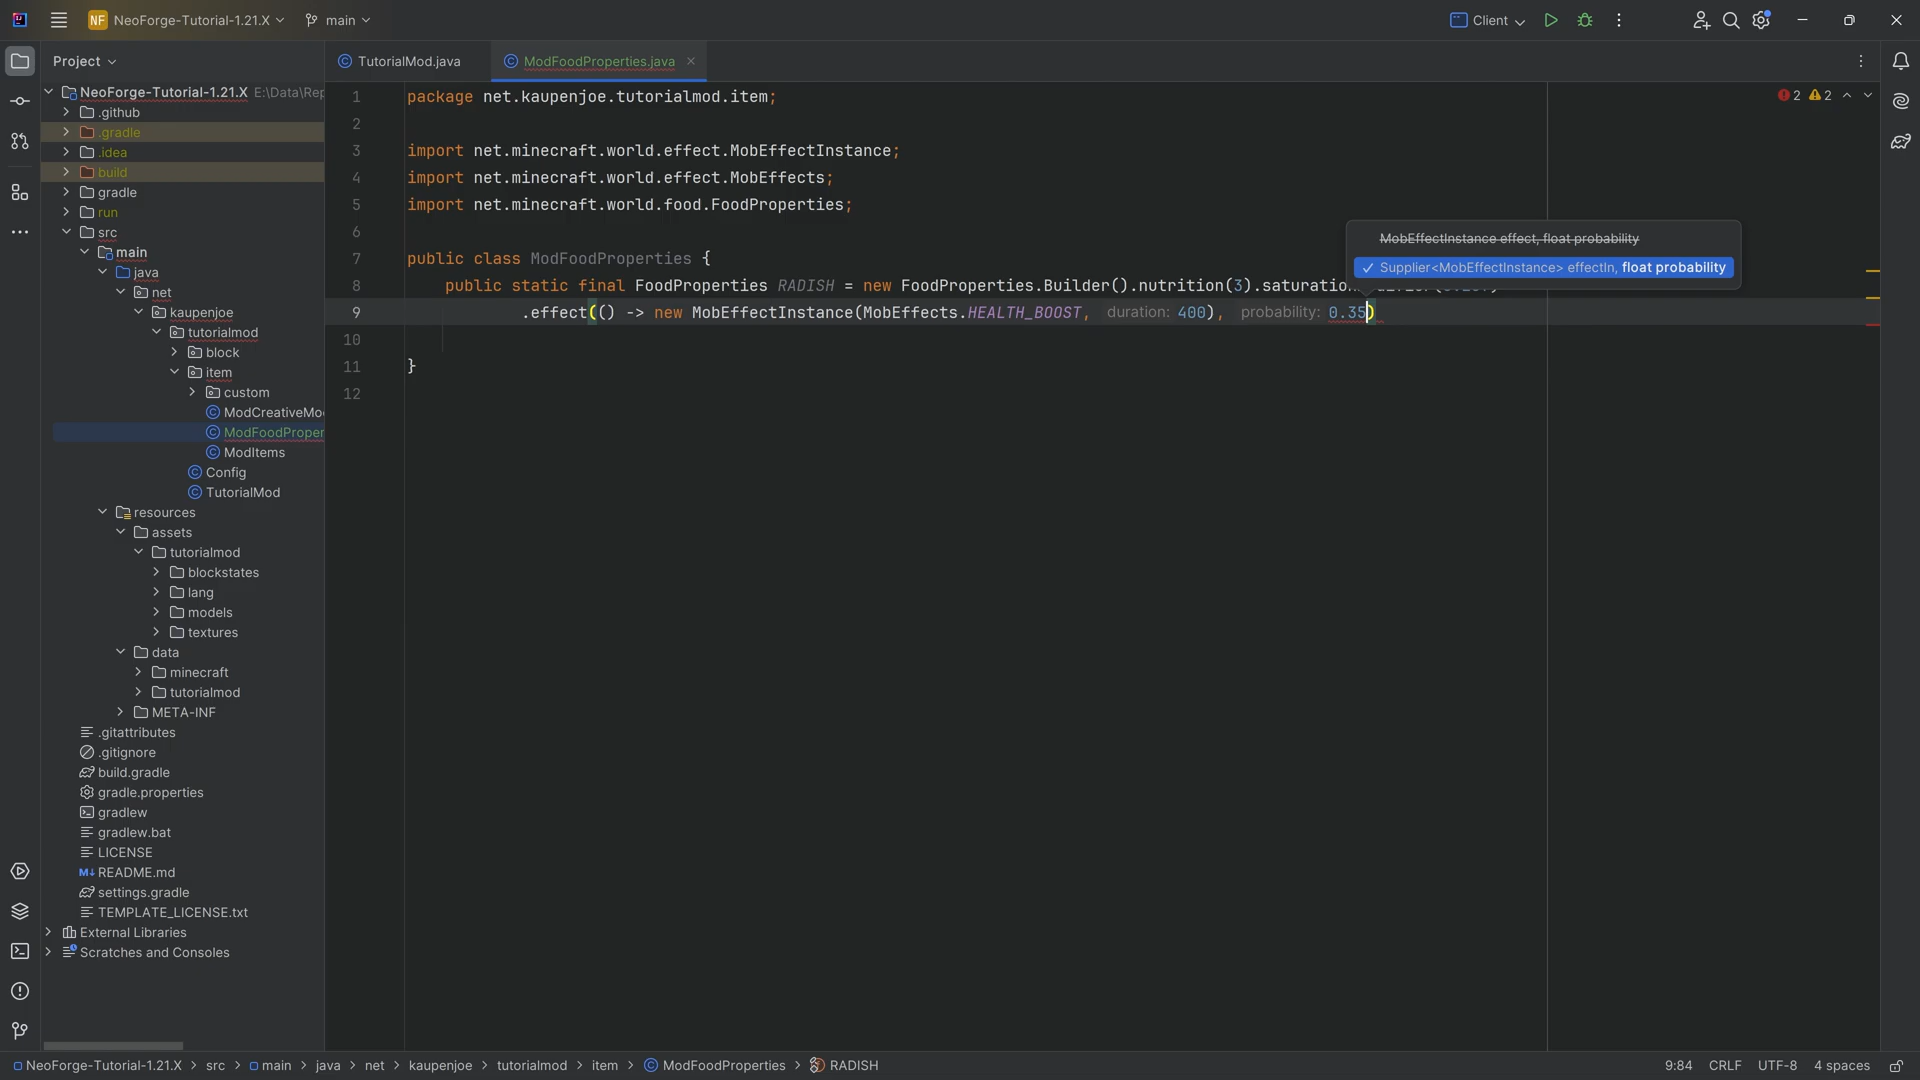 NF NeoForge-Tutorial-1.21.X main Client
Project
TutorialMod.java ModFoodProperties.java
NeoForge-Tutorial-1.21.X E:\Data\Rep
.github
.gradle
.idea
build
gradle
run
src
main
java
net
kaupenjoe
tutorialmod
block
item
custom
ModCreativeMo
ModFoodProper
ModItems
Config
TutorialMod
resources
assets
tutorialmod
blockstates
lang
models
textures
data
minecraft
tutorialmod
META-INF
.gitattributes
.gitignore
build.gradle
gradle.properties
gradlew
gradlew.bat
LICENSE
M↓ README.md
settings.gradle
TEMPLATE_LICENSE.txt
External Libraries
Scratches and Consoles
2 2
1 package net.kaupenjoe.tutorialmod.item;
2
3 import net.minecraft.world.effect.MobEffectInstance;
4 import net.minecraft.world.effect.MobEffects;
5 import net.minecraft.world.food.FoodProperties;
6
MobEffectInstance effect, float probability
7 public class ModFoodProperties {
Supplier<MobEffectInstance> effectIn, float probability
8 public static final FoodProperties RADISH = new FoodProperties.Builder().nutrition(3).saturation
9 .effect(() -> new MobEffectInstance(MobEffects.HEALTH_BOOST, duration: 400), probability: 0.35)
10
11 }
12
NeoForge-Tutorial-1.21.X > src > main > java > net > kaupenjoe > tutorialmod > item > ModFoodProperties > RADISH 9:84 CRLF UTF-8 4 spaces